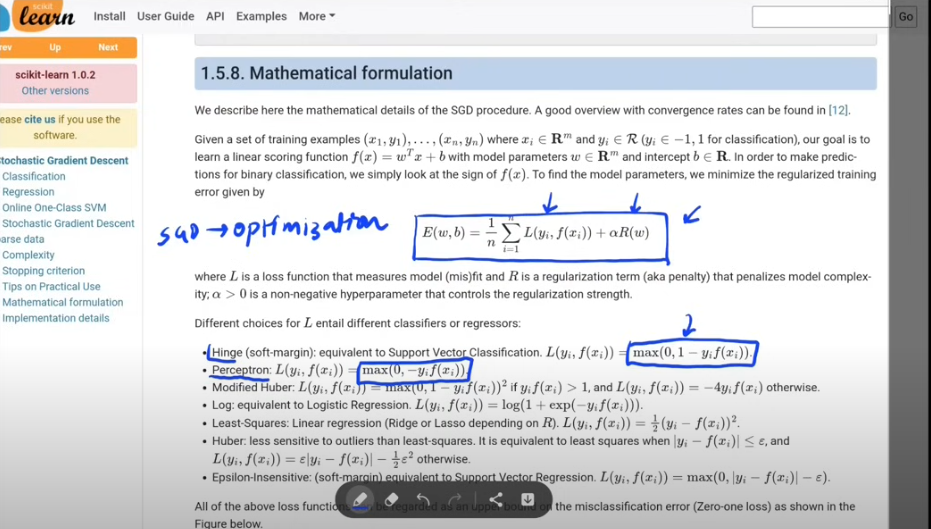 scikit
learn
Install User Guide API Examples More
Go
rev Up Next
scikit-learn 1.0.2
Other versions
ease cite us if you use the
software.
tochastic Gradient Descent
Classification
Regression
Online One-Class SVM
Stochastic Gradient Descent
parse data
Complexity
Stopping criterion
Tips on Practical Use
Mathematical formulation
Implementation details
1.5.8. Mathematical formulation
We describe here the mathematical details of the SGD procedure. A good overview with convergence rates can be found in [12].
Given a set of training examples (x₁, y₁), . . . , (xₙ, yₙ) where xᵢ ∈ Rᵐ and yᵢ ∈ ℛ (yᵢ ∈ −1, 1 for classification), our goal is to
learn a linear scoring function f(x) = wᵀx + b with model parameters w ∈ Rᵐ and intercept b ∈ R. In order to make predic-
tions for binary classification, we simply look at the sign of f(x). To find the model parameters, we minimize the regularized training
error given by
SGD → optimization
E(w, b) = 1/n ∑ᵢ₌₁ⁿ L(yᵢ, f(xᵢ)) + αR(w)
where L is a loss function that measures model (mis)fit and R is a regularization term (aka penalty) that penalizes model complex-
ity; α > 0 is a non-negative hyperparameter that controls the regularization strength.
Different choices for L entail different classifiers or regressors:
• Hinge (soft-margin): equivalent to Support Vector Classification. L(yᵢ, f(xᵢ)) = max(0, 1 − yᵢf(xᵢ)).
• Perceptron: L(yᵢ, f(xᵢ)) = max(0, −yᵢf(xᵢ)).
• Modified Huber: L(yᵢ, f(xᵢ)) = max(0, 1 − yᵢf(xᵢ))² if yᵢf(xᵢ) > 1, and L(yᵢ, f(xᵢ)) = −4yᵢf(xᵢ) otherwise.
• Log: equivalent to Logistic Regression. L(yᵢ, f(xᵢ)) = log(1 + exp(−yᵢf(xᵢ))).
• Least-Squares: Linear regression (Ridge or Lasso depending on R). L(yᵢ, f(xᵢ)) = ½(yᵢ − f(xᵢ))².
• Huber: less sensitive to outliers than least-squares. It is equivalent to least squares when |yᵢ − f(xᵢ)| ≤ ε, and
L(yᵢ, f(xᵢ)) = ε|yᵢ − f(xᵢ)| − ½ε² otherwise.
• Epsilon-Insensitive: (soft-margin) equivalent to Support Vector Regression. L(yᵢ, f(xᵢ)) = max(0, |yᵢ − f(xᵢ)| − ε).
All of the above loss functions can be regarded as an upper bound on the misclassification error (Zero-one loss) as shown in the
Figure below.